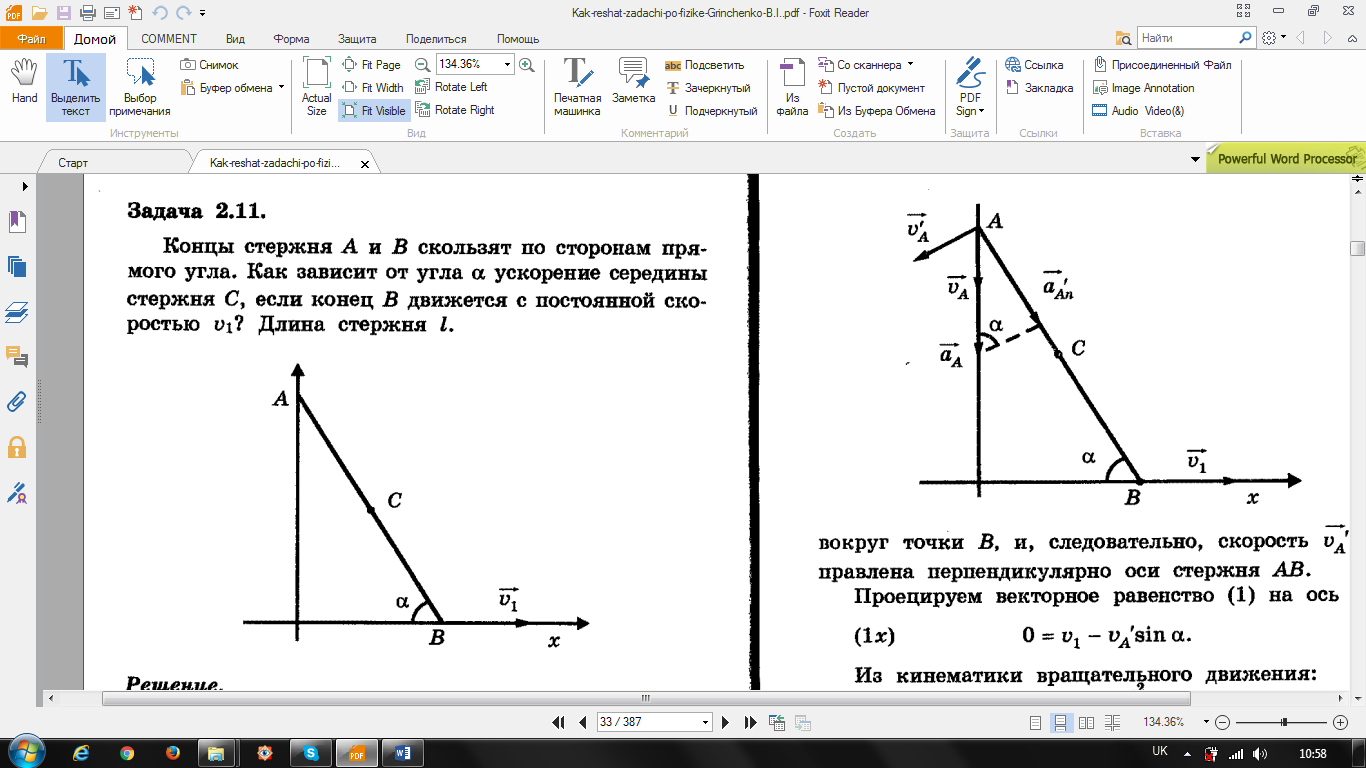 Kak-reshat-zadachi-po-fizike-Grinchenko-B.I..pdf - Foxit Reader
Файл Домой COMMENT Вид Форма Защита Поделиться Помощь Найти
Hand
Выделить текст
Выбор примечания
Снимок
Буфер обмена
Инструменты
Actual Size
Fit Page
Fit Width
Fit Visible
134.36%
Rotate Left
Rotate Right
Вид
Печатная машинка
Заметка
Подсветить
Зачеркнутый
Подчеркнутый
Комментарий
Из файла
Со сканера
Пустой документ
Из Буфера Обмена
Создать
PDF Sign
Защита
Ссылка
Закладка
Ссылки
Присоединенный Файл
Image Annotation
Audio Video(&)
Вставка
Старт
Kak-reshat-zadachi-po-fizi...
Powerful Word Processor
Задача 2.11.
Концы стержня A и B скользят по сторонам пря-
мого угла. Как зависит от угла α ускорение середины
стержня C, если конец B движется с постоянной ско-
ростью v₁? Длина стержня l.
A
C
α
v₁
B
x
Решение.
v'A
A
vA
a'An
α
aA
C
α
v₁
B
x
вокруг точки B, и, следовательно, скорость vA'
правлена перпендикулярно оси стержня AB.
Проецируем векторное равенство (1) на ось
(1x) 0 = v₁ − vA'sin α.
Из кинематики вращательного движения:
33 / 387
134.36%
UK 10:58